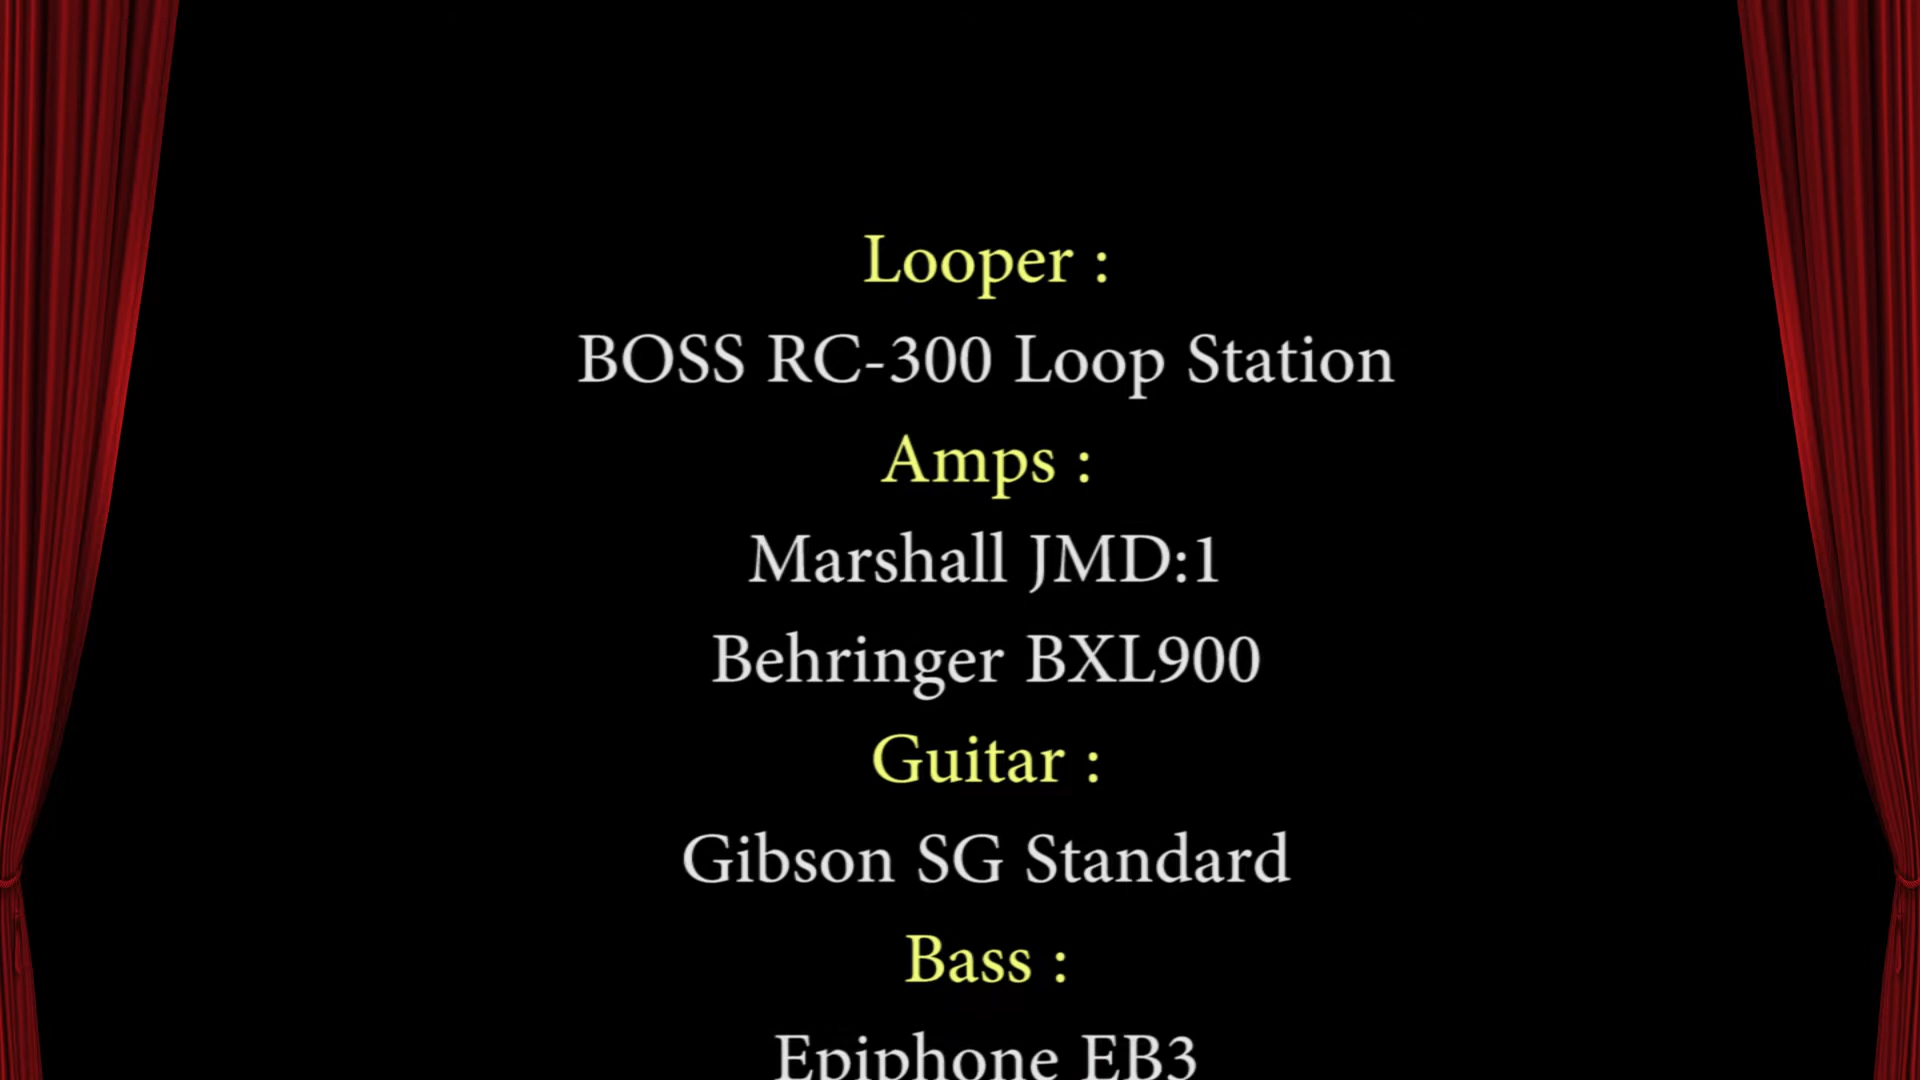 Looper :
BOSS RC-300 Loop Station
Amps :
Marshall JMD:1
Behringer BXL900
Guitar :
Gibson SG Standard
Bass :
Epiphone EB3